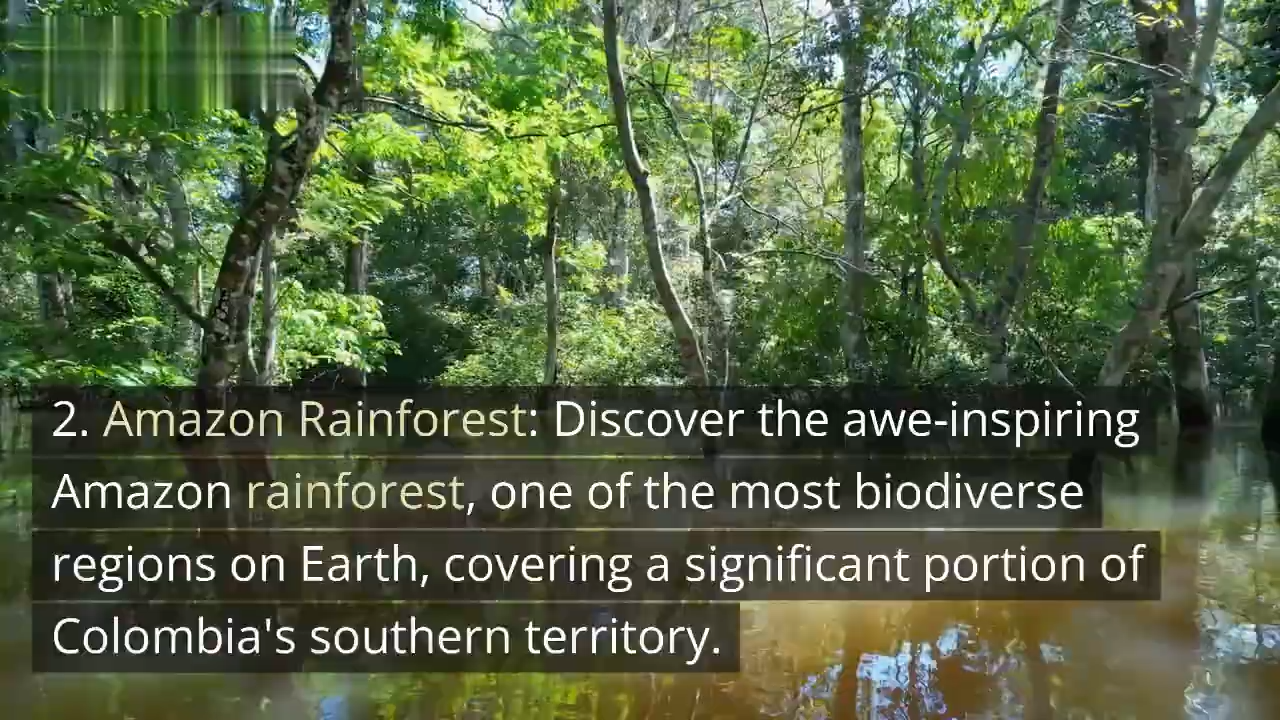 2. Amazon Rainforest: Discover the awe-inspiring
Amazon rainforest, one of the most biodiverse
regions on Earth, covering a significant portion of
Colombia's southern territory.